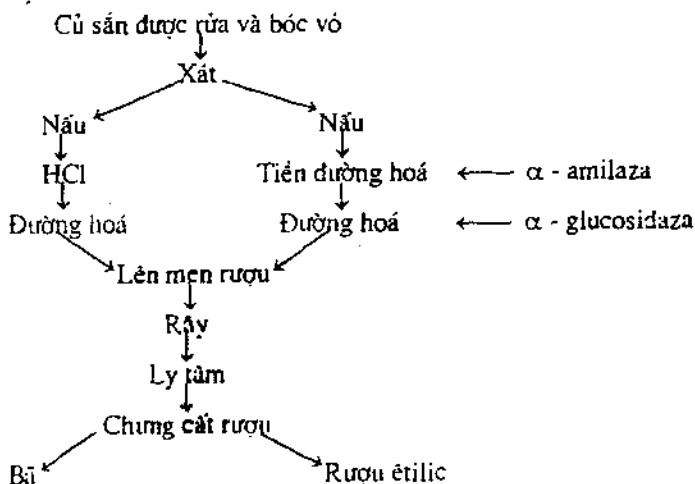 Củ sắn được rửa và bóc vỏ
Xát
Nấu Nấu
HCl Tiền đường hoá α - amilaza
Đường hoá Đường hoá α - glucosidaza
Lên men rượu
Rây
Ly tâm
Chưng cất rượu
Bã Rượu êtilic